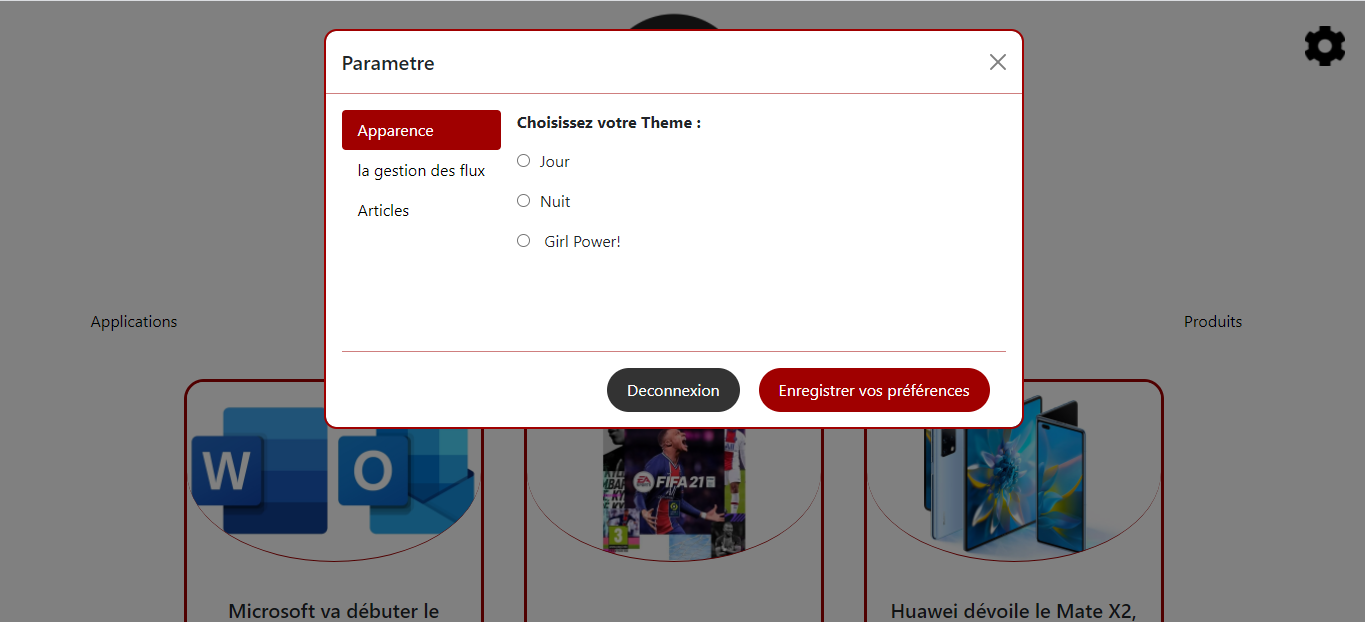 Parametre
Apparence
la gestion des flux
Articles
Choisissez votre Theme :
Jour
Nuit
Girl Power!
Applications
Produits
Deconnexion
Enregistrer vos préférences
W
O
FIFA 21
3
Microsoft va débuter le
Huawei dévoile le Mate X2,